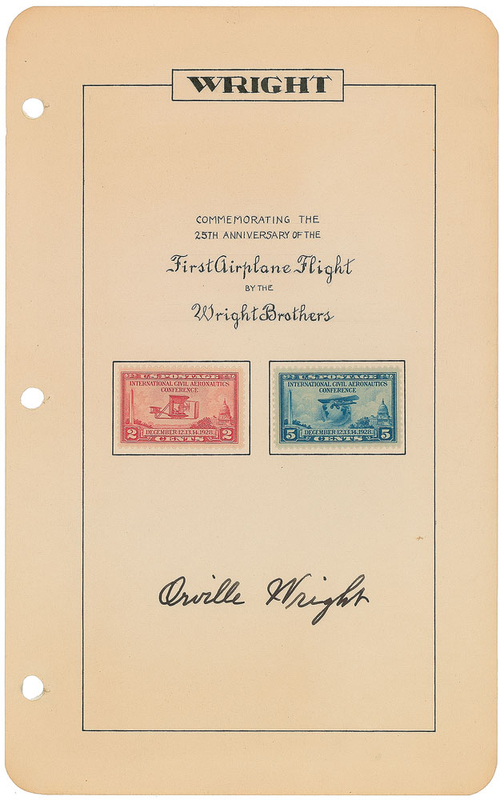 WRIGHT
COMMEMORATING THE
25TH ANNIVERSARY OF THE
First Airplane Flight
BY THE
Wright Brothers
U.S. POSTAGE
INTERNATIONAL CIVIL AERONAUTICS
CONFERENCE
DECEMBER·12·13·14·1928
2 CENTS 2
U.S. POSTAGE
INTERNATIONAL CIVIL AERONAUTICS
CONFERENCE
DECEMBER·12·13·14·1928
5 CENTS 5
Orville Wright